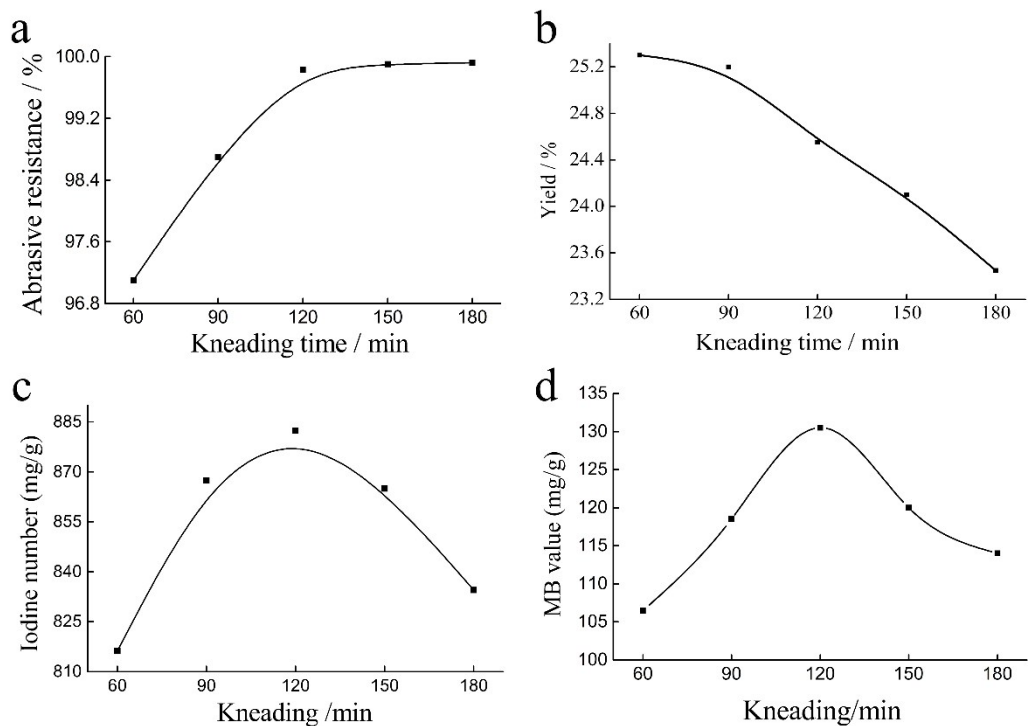 a
Abrasive resistance / %
100.0
99.2
98.4
97.6
96.8
60 90 120 150 180
Kneading time / min
b
Yield / %
25.2
24.8
24.4
24.0
23.6
23.2
60 90 120 150 180
Kneading time / min
c
Iodine number (mg/g)
885
870
855
840
825
810
60 90 120 150 180
Kneading /min
d
MB value (mg/g)
135
130
125
120
115
110
105
100
60 90 120 150 180
Kneading/min